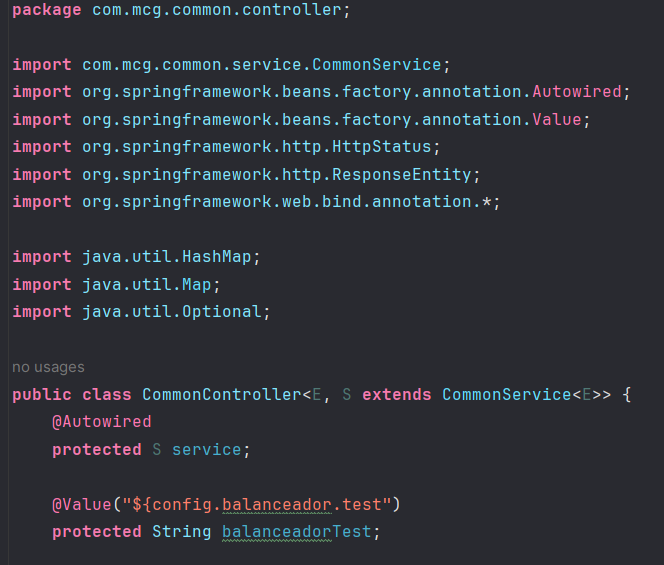 package com.mcg.common.controller;
import com.mcg.common.service.CommonService;
import org.springframework.beans.factory.annotation.Autowired;
import org.springframework.beans.factory.annotation.Value;
import org.springframework.http.HttpStatus;
import org.springframework.http.ResponseEntity;
import org.springframework.web.bind.annotation.*;
import java.util.HashMap;
import java.util.Map;
import java.util.Optional;
no usages
public class CommonController<E, S extends CommonService<E>> {
@Autowired
protected S service;
@Value("${config.balanceador.test")
protected String balanceadorTest;